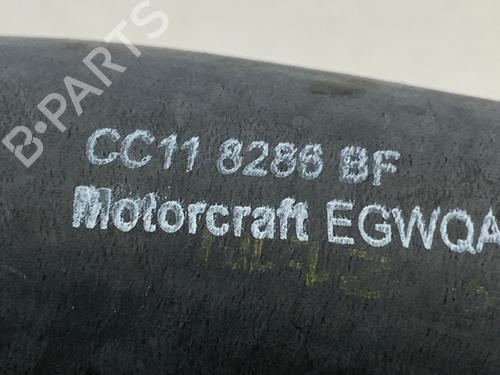 B-PARTS
CC11 8286 BF
Motorcraft EGWQA